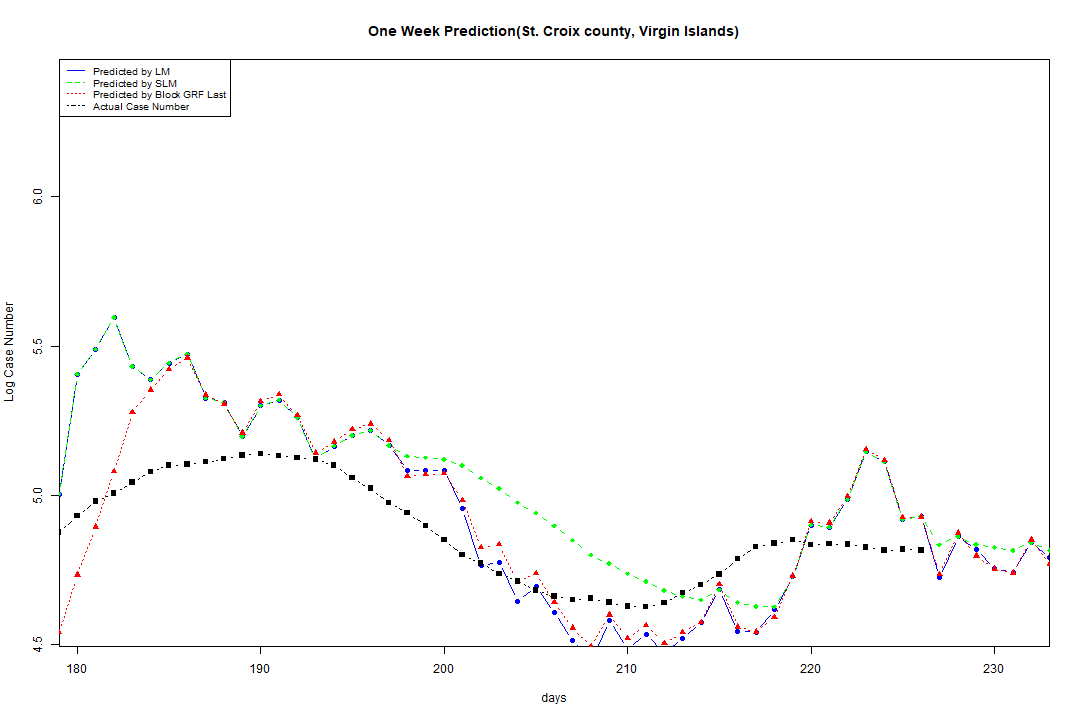 One Week Prediction(St. Croix county, Virgin Islands)
Predicted by LM
Predicted by SLM
Predicted by Block GRF Last
Actual Case Number
Log Case Number
6.0
5.5
5.0
4.5
180 190 200 210 220 230
days